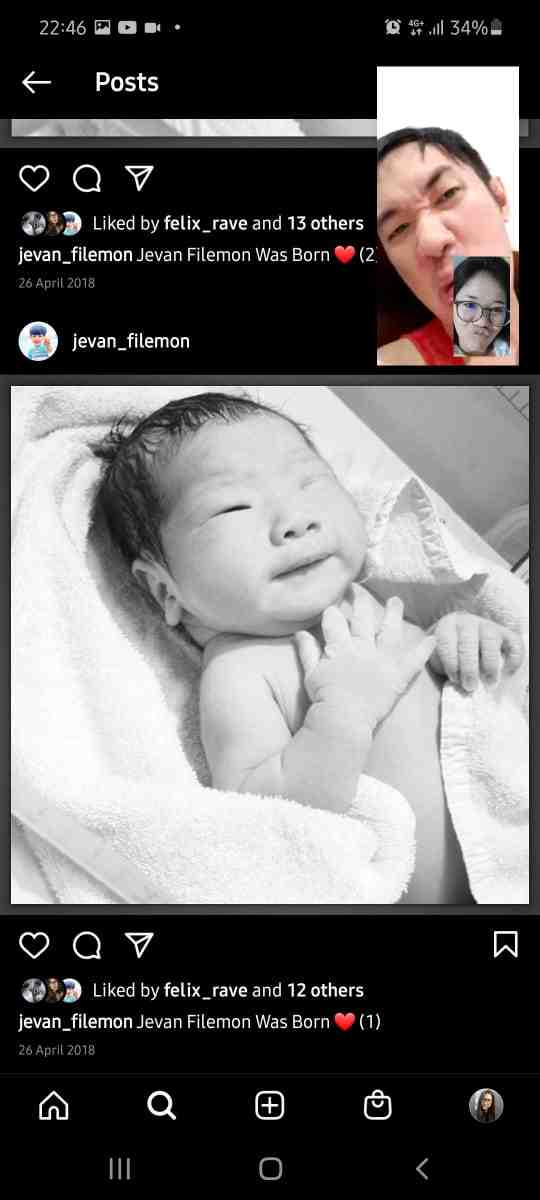 22:46
4G+
34%
Posts
Liked by felix_rave and 13 others
jevan_filemon Jevan Filemon Was Born ❤️ (2
26 April 2018
jevan_filemon
Liked by felix_rave and 12 others
jevan_filemon Jevan Filemon Was Born ❤️ (1)
26 April 2018